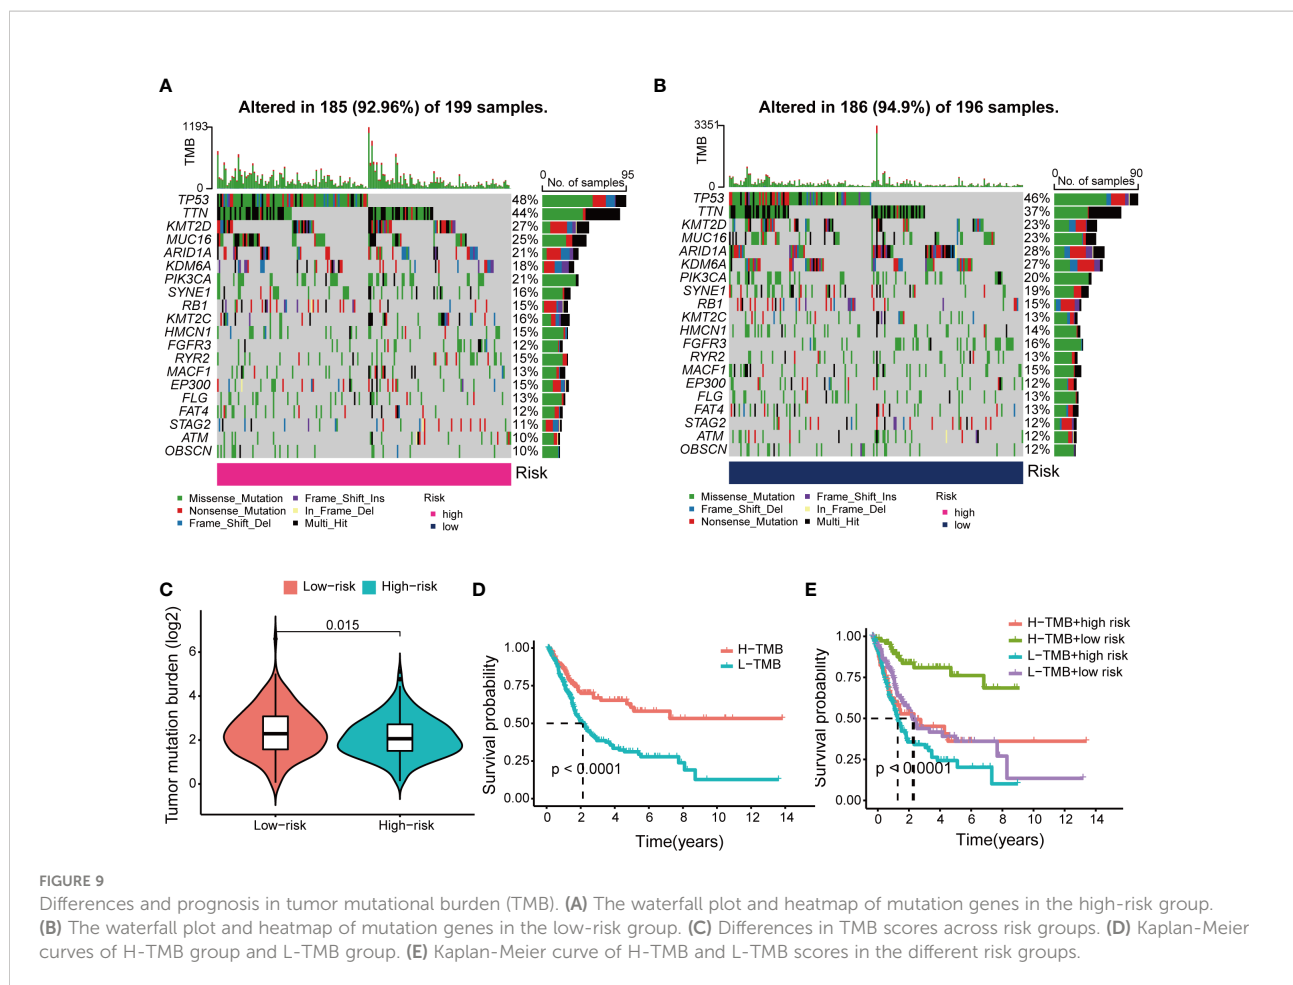 A
Altered in 185 (92.96%) of 199 samples.
1193
TMB
0
0 95
No. of samples
TP53 48%
TTN 44%
KMT2D 27%
MUC16 25%
ARID1A 21%
KDM6A 18%
PIK3CA 21%
SYNE1 16%
RB1 15%
KMT2C 16%
HMCN1 15%
FGFR3 12%
RYR2 15%
MACF1 13%
EP300 15%
FLG 13%
FAT4 12%
STAG2 11%
ATM 10%
OBSCN 10%
Risk
Missense_Mutation Frame_Shift_Ins Risk
Nonsense_Mutation In_Frame_Del high
Frame_Shift_Del Multi_Hit low
B
Altered in 186 (94.9%) of 196 samples.
3351
TMB
0
0 90
No. of samples
TP53 46%
TTN 37%
KMT2D 23%
MUC16 23%
ARID1A 28%
KDM6A 27%
PIK3CA 20%
SYNE1 19%
RB1 15%
KMT2C 13%
HMCN1 14%
FGFR3 16%
RYR2 13%
MACF1 15%
EP300 12%
FLG 13%
FAT4 13%
STAG2 12%
ATM 12%
OBSCN 12%
Risk
Missense_Mutation Frame_Shift_Ins Risk
Frame_Shift_Del In_Frame_Del high
Nonsense_Mutation Multi_Hit low
C
Low-risk High-risk
Tumor mutation burden (log2)
0.015
6
4
2
0
Low-risk High-risk
D
H-TMB
L-TMB
Survival probability
1.00
0.75
0.50
0.25
0.00
p < 0.0001
0 2 4 6 8 10 12 14
Time(years)
E
H-TMB+high risk
H-TMB+low risk
L-TMB+high risk
L-TMB+low risk
Survival probability
1.00
0.75
0.50
0.25
0.00
p < 0.0001
0 2 4 6 8 10 12 14
Time(years)
FIGURE 9
Differences and prognosis in tumor mutational burden (TMB). (A) The waterfall plot and heatmap of mutation genes in the high-risk group.
(B) The waterfall plot and heatmap of mutation genes in the low-risk group. (C) Differences in TMB scores across risk groups. (D) Kaplan-Meier
curves of H-TMB group and L-TMB group. (E) Kaplan-Meier curve of H-TMB and L-TMB scores in the different risk groups.